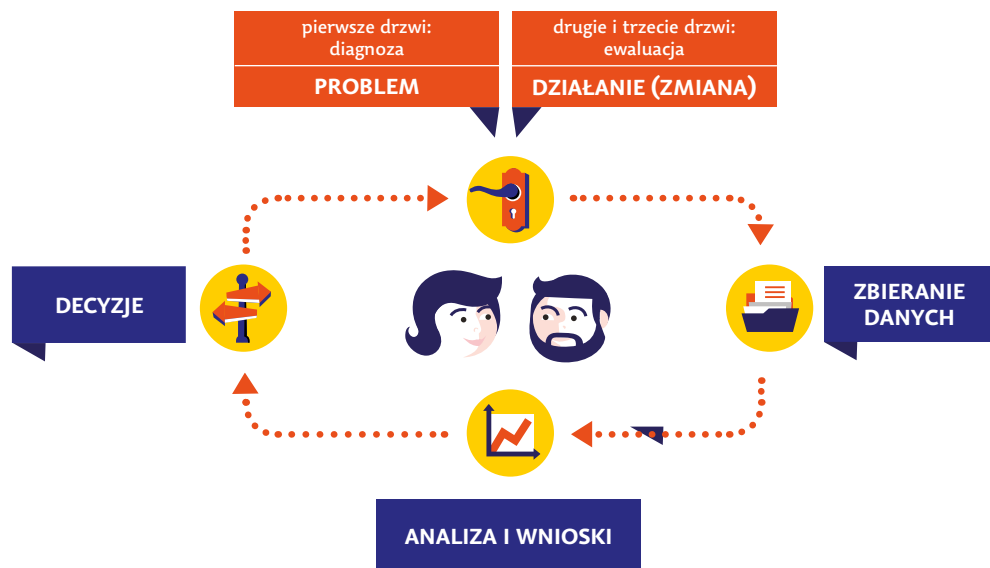 pierwsze drzwi:
diagnoza
PROBLEM
drugie i trzecie drzwi:
ewaluacja
DZIAŁANIE (ZMIANA)
DECYZJE
ZBIERANIE
DANYCH
ANALIZA I WNIOSKI